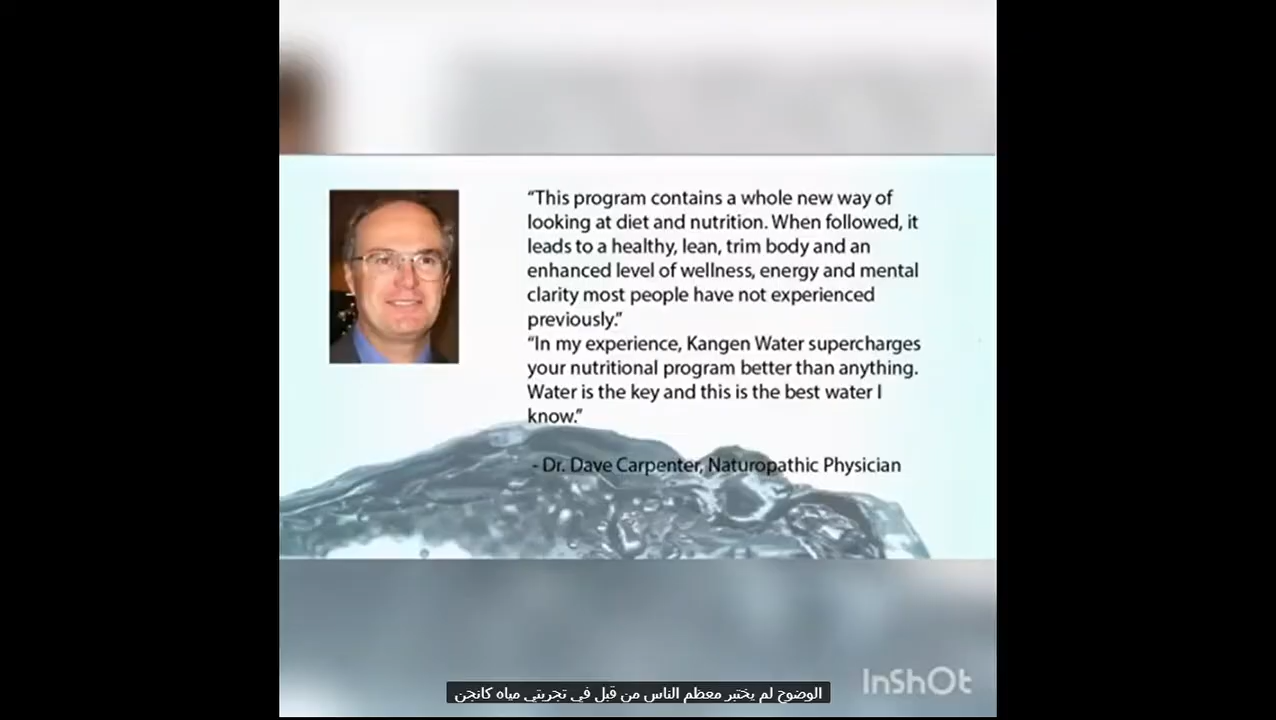 “This program contains a whole new way of
looking at diet and nutrition. When followed, it
leads to a healthy, lean, trim body and an
enhanced level of wellness, energy and mental
clarity most people have not experienced
previously.”
“In my experience, Kangen Water supercharges
your nutritional program better than anything.
Water is the key and this is the best water I
know.”
- Dr. Dave Carpenter, Naturopathic Physician
InShOt
الوضوح لم يختبر معظم الناس من قبل في تجربتي مياه كانجن